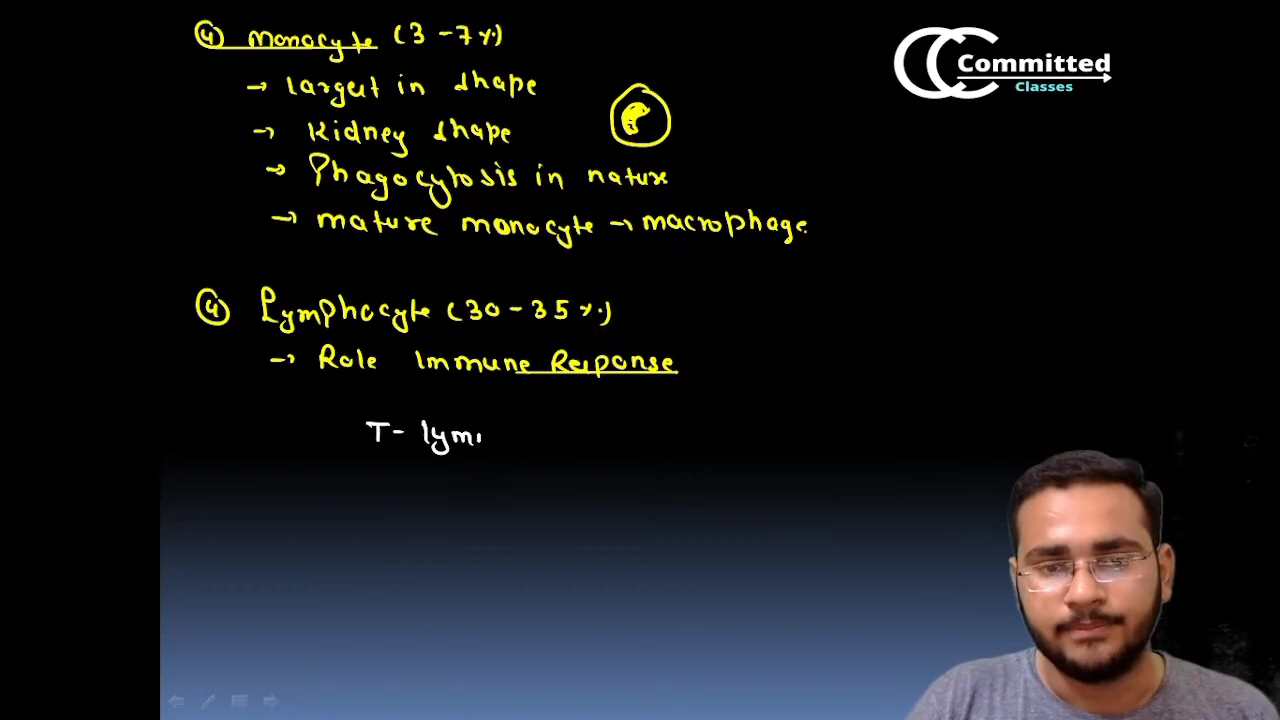 ④ monocyte (3-7%)
→ largest in shape
→ Kidney shape
→ Phagocytosis in nature
→ mature monocyte → macrophage
④ Lymphocyte (30-35%)
→ Role Immune Response
T- lym
CC Committed
Classes